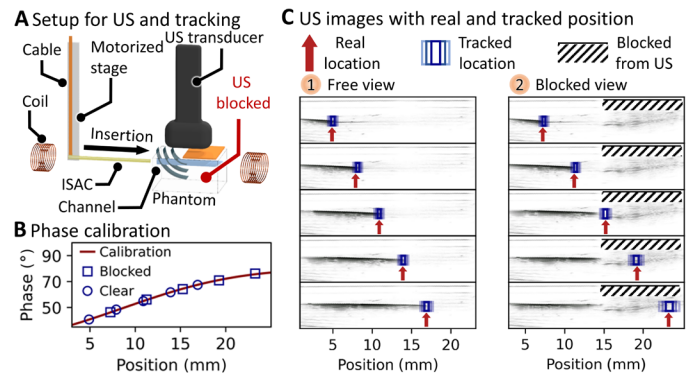 A Setup for US and tracking
Cable
Motorized
stage
US transducer
US
blocked
Coil
Insertion
ISAC
Channel
Phantom
B Phase calibration
Phase (°)
90
70
50
Calibration
Blocked
Clear
5 10 15 20
Position (mm)
C US images with real and tracked position
Real
location
Tracked
location
Blocked
from US
1 Free view
2 Blocked view
5 10 15 20
Position (mm)
5 10 15 20
Position (mm)